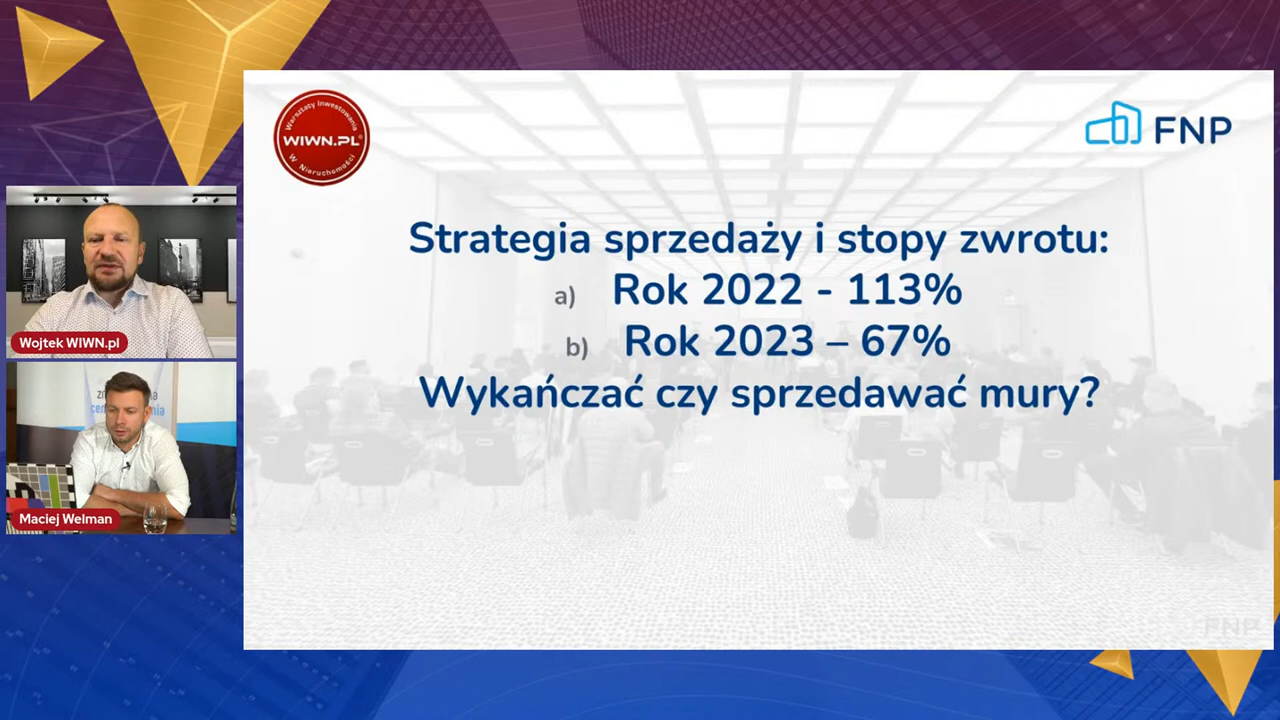 Warsztaty Inwestowania
WIWN.PL®
W Nieruchomości
FNP
Strategia sprzedaży i stopy zwrotu:
a) Rok 2022 - 113%
b) Rok 2023 – 67%
Wykańczać czy sprzedawać mury?
Wojtek WIWN.pl
Maciej Welman
FNP